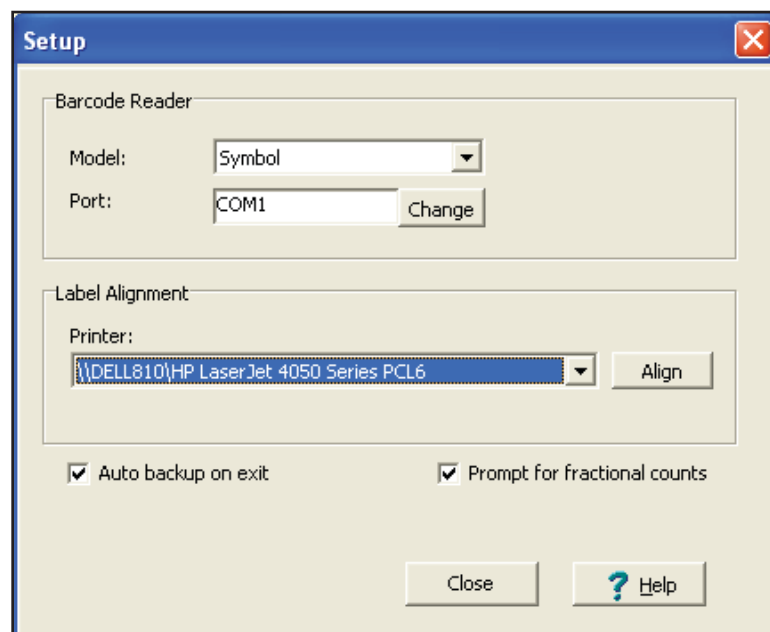 Setup
Barcode Reader
Model: Symbol
Port: COM1 Change
Label Alignment
Printer:
\\DELL810\HP LaserJet 4050 Series PCL6 Align
Auto backup on exit Prompt for fractional counts
Close ? Help